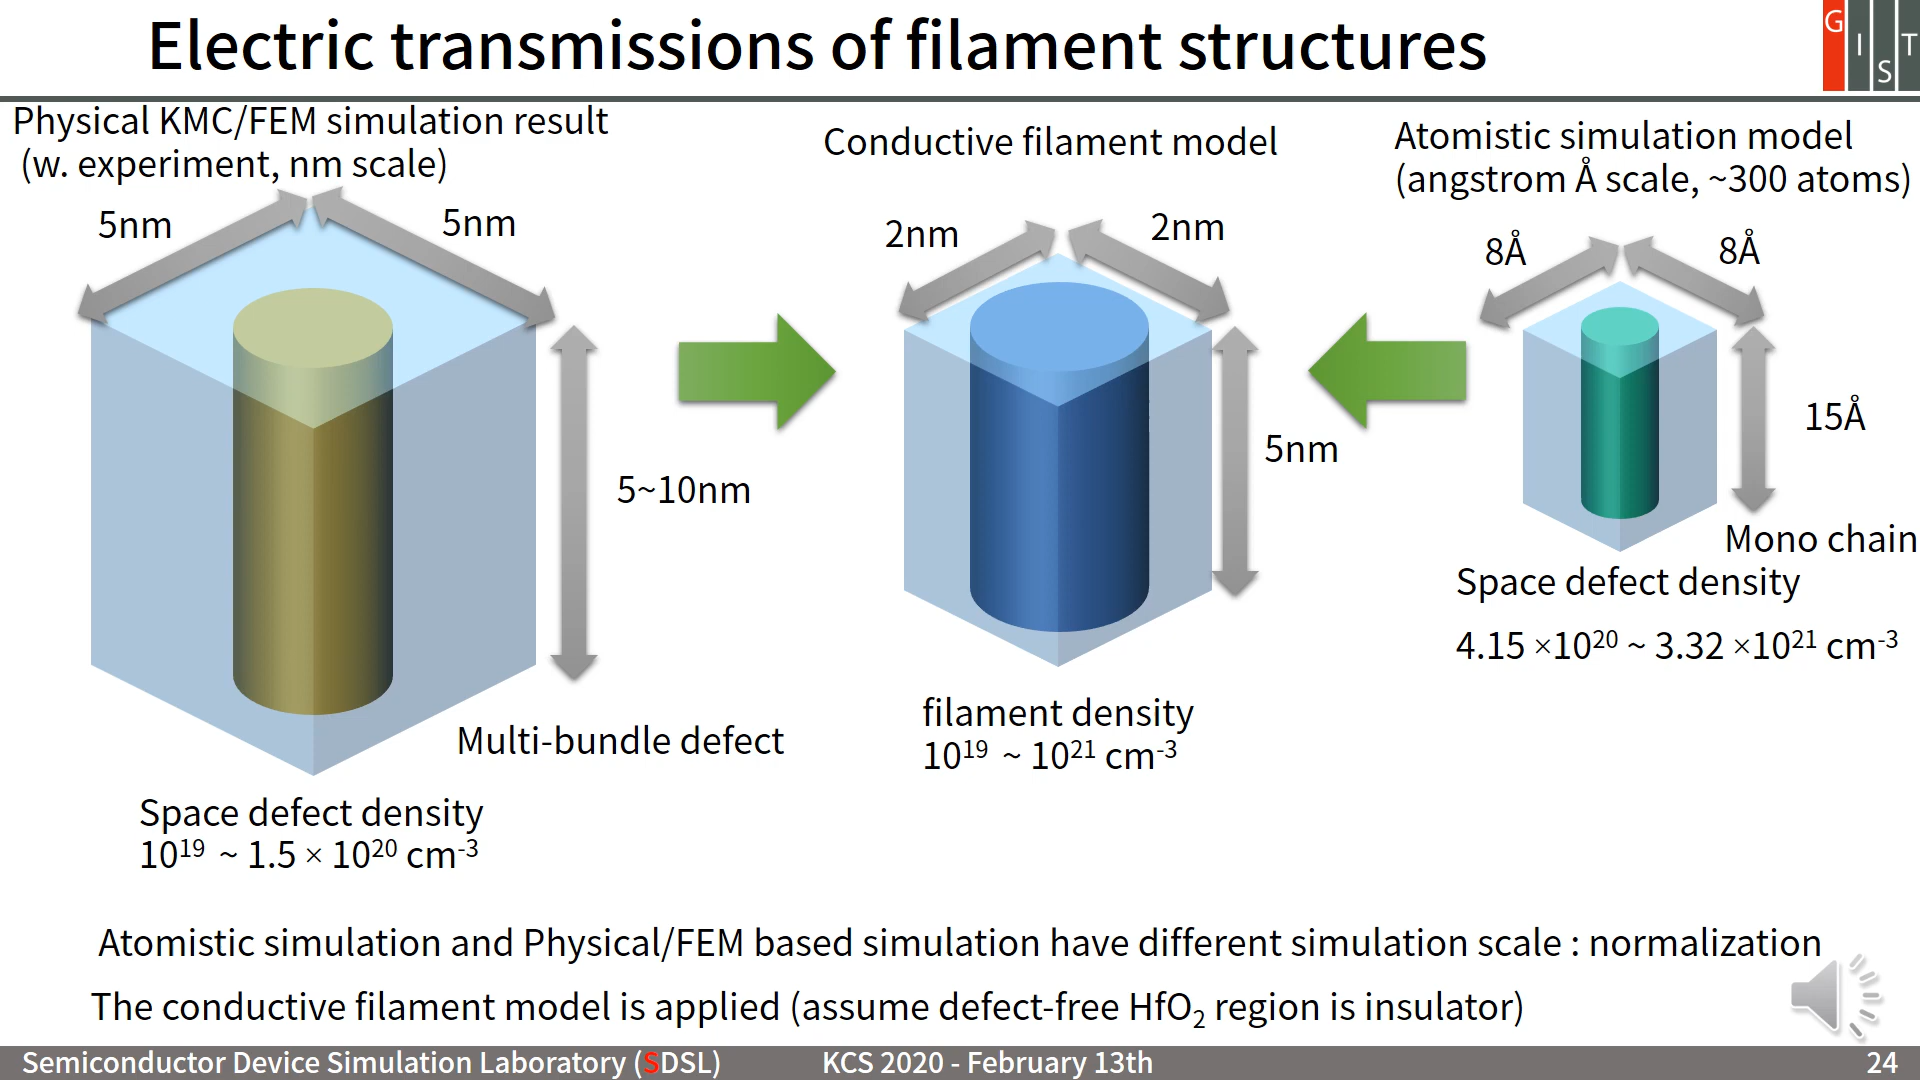 Electric transmissions of filament structures
G
I
S
T
Physical KMC/FEM simulation result
(w. experiment, nm scale)
5nm
5nm
5~10nm
Multi-bundle defect
Space defect density
10¹⁹ ~ 1.5 × 10²⁰ cm⁻³
Conductive filament model
2nm
2nm
5nm
filament density
10¹⁹ ~ 10²¹ cm⁻³
Atomistic simulation model
(angstrom Å scale, ~300 atoms)
8Å
8Å
15Å
Mono chain
Space defect density
4.15 ×10²⁰ ~ 3.32 ×10²¹ cm⁻³
Atomistic simulation and Physical/FEM based simulation have different simulation scale : normalization
The conductive filament model is applied (assume defect-free HfO₂ region is insulator)
Semiconductor Device Simulation Laboratory (SDSL)
KCS 2020 - February 13th
24